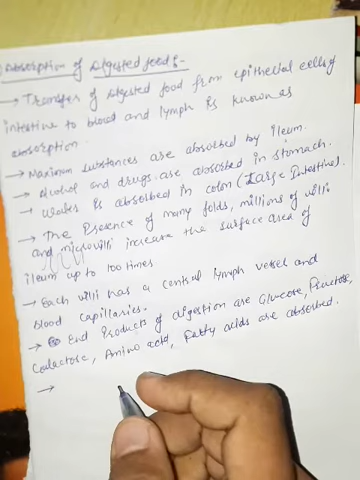 Absorption of Digested food :-
→ Transfer of digested food from epithelial cells of
intestine to blood and lymph is known as
absorption.
→ Maximum substances are absorbed by ileum.
→ Alcohol and drugs are absorbed in stomach.
→ Water is absorbed in colon (Large Intestine).
→ The Presence of many folds, millions of villi
and microvilli increase the surface area of
ileum up to 100 times
→ Each villi has a central lymph vessel and
blood capillaries.
→ End Products of digestion are Glucose, Fructose,
Galactose, Amino acid, Fatty acids are absorbed.
→